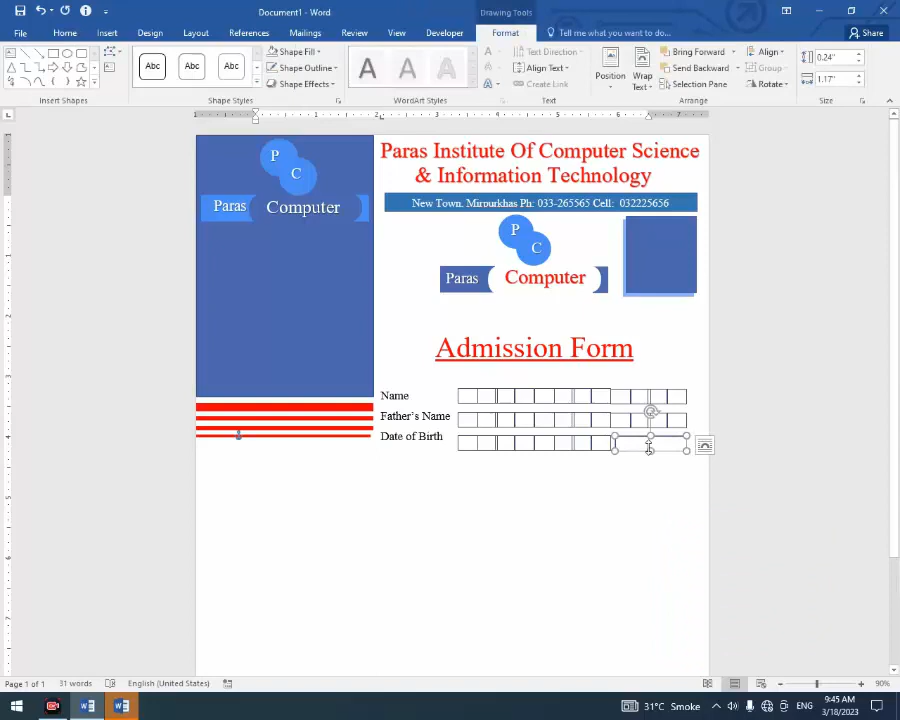 Document1 - Word
Drawing Tools
File
Home
Insert
Design
Layout
References
Mailings
Review
View
Developer
Format
Tell me what you want to do...
Share
Abc
Abc
Abc
Shape Fill
Shape Outline
Shape Effects
A
A
A
A
A
A
Text Direction
Align Text
Create Link
Position
Wrap
Text
Bring Forward
Send Backward
Selection Pane
Align
Group
Rotate
0.24"
1.17"
Insert Shapes
Shape Styles
WordArt Styles
Text
Arrange
Size
P
C
Paras
Computer
Paras Institute Of Computer Science
& Information Technology
New Town, Mirourkhas Ph: 033-265565 Cell: 032225656
P
C
Paras
Computer
Admission Form
Name
Father's Name
Date of Birth
Page 1 of 1
31 words
English (United States)
90%
31°C Smoke
ENG
9:45 AM
3/18/2023